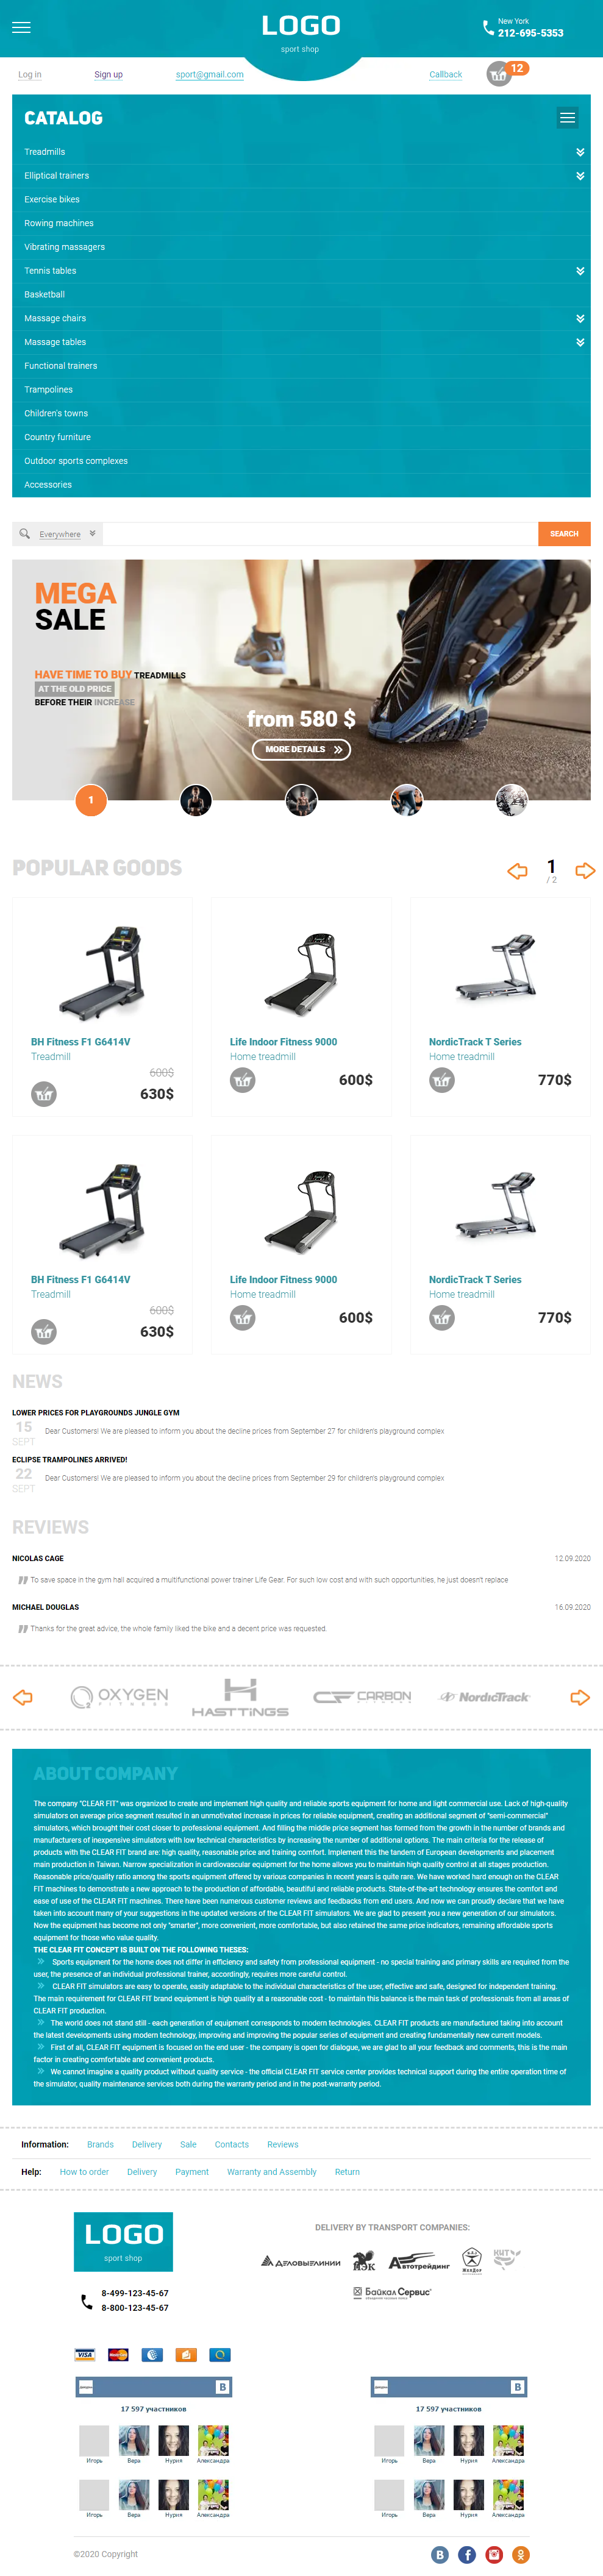 LOGO
sport shop
New York
212-695-5353
Log in
Sign up
sport@gmail.com
Callback
12
CATALOG
Treadmills
Elliptical trainers
Exercise bikes
Rowing machines
Vibrating massagers
Tennis tables
Basketball
Massage chairs
Massage tables
Functional trainers
Trampolines
Children's towns
Country furniture
Outdoor sports complexes
Accessories
Everywhere
SEARCH
MEGA
SALE
HAVE TIME TO BUY TREADMILLS
AT THE OLD PRICE
BEFORE THEIR INCREASE
from 580 $
MORE DETAILS
1
POPULAR GOODS
1
/ 2
BH Fitness F1 G6414V
Treadmill
600$
630$
Life Indoor Fitness 9000
Home treadmill
600$
NordicTrack T Series
Home treadmill
770$
BH Fitness F1 G6414V
Treadmill
600$
630$
Life Indoor Fitness 9000
Home treadmill
600$
NordicTrack T Series
Home treadmill
770$
NEWS
LOWER PRICES FOR PLAYGROUNDS JUNGLE GYM
15
SEPT
Dear Customers! We are pleased to inform you about the decline prices from September 27 for children's playground complex
ECLIPSE TRAMPOLINES ARRIVED!
22
SEPT
Dear Customers! We are pleased to inform you about the decline prices from September 29 for children's playground complex
REVIEWS
NICOLAS CAGE
12.09.2020
To save space in the gym hall acquired a multifunctional power trainer Life Gear. For such low cost and with such opportunities, he just doesn't replace
MICHAEL DOUGLAS
16.09.2020
Thanks for the great advice, the whole family liked the bike and a decent price was requested.
OXYGEN
FITNESS
HASTTINGS
CARBON
FITNESS
NordicTrack
ABOUT COMPANY
The company "CLEAR FIT" was organized to create and implement high quality and reliable sports equipment for home and light commercial use. Lack of high-quality
simulators on average price segment resulted in an unmotivated increase in prices for reliable equipment, creating an additional segment of "semi-commercial"
simulators, which brought their cost closer to professional equipment. And filling the middle price segment has formed from the growth in the number of brands and
manufacturers of inexpensive simulators with low technical characteristics by increasing the number of additional options. The main criteria for the release of
products with the CLEAR FIT brand are: high quality, reasonable price and training comfort. Implement this the tandem of European developments and placement
main production in Taiwan. Narrow specialization in cardiovascular equipment for the home allows you to maintain high quality control at all stages production.
Reasonable price/quality ratio among the sports equipment offered by various companies in recent years is quite rare. We have worked hard enough on the CLEAR
FIT machines to demonstrate a new approach to the production of affordable, beautiful and reliable products. State-of-the-art technology ensures the comfort and
ease of use of the CLEAR FIT machines. There have been numerous customer reviews and feedbacks from end users. And now we can proudly declare that we have
taken into account many of your suggestions in the updated versions of the CLEAR FIT simulators. We are glad to present you a new generation of our simulators.
Now the equipment has become not only "smarter", more convenient, more comfortable, but also retained the same price indicators, remaining affordable sports
equipment for those who value quality.
THE CLEAR FIT CONCEPT IS BUILT ON THE FOLLOWING THESES:
Sports equipment for the home does not differ in efficiency and safety from professional equipment - no special training and primary skills are required from the
user, the presence of an individual professional trainer, accordingly, requires more careful control.
CLEAR FIT simulators are easy to operate, easily adaptable to the individual characteristics of the user, effective and safe, designed for independent training.
The main requirement for CLEAR FIT brand equipment is high quality at a reasonable cost - to maintain this balance is the main task of professionals from all areas of
CLEAR FIT production.
The world does not stand still - each generation of equipment corresponds to modern technologies. CLEAR FIT products are manufactured taking into account
the latest developments using modern technology, improving and improving the popular series of equipment and creating fundamentally new current models.
First of all, CLEAR FIT equipment is focused on the end user - the company is open for dialogue, we are glad to all your feedback and comments, this is the main
factor in creating comfortable and convenient products.
We cannot imagine a quality product without quality service - the official CLEAR FIT service center provides technical support during the entire operation time of
the simulator, quality maintenance services both during the warranty period and in the post-warranty period.
Information: Brands Delivery Sale Contacts Reviews
Help: How to order Delivery Payment Warranty and Assembly Return
LOGO
sport shop
8-499-123-45-67
8-800-123-45-67
DELIVERY BY TRANSPORT COMPANIES:
ДЕЛОВЫЕ ЛИНИИ
ПЭК
Автотрейдинг
ЖелДор
КИТ
Байкал Сервис
VISA
MasterCard
B
17 597 участников
Игорь Вера Нурия Александра
Игорь Вера Нурия Александра
B
17 597 участников
Игорь Вера Нурия Александра
Игорь Вера Нурия Александра
©2020 Copyright